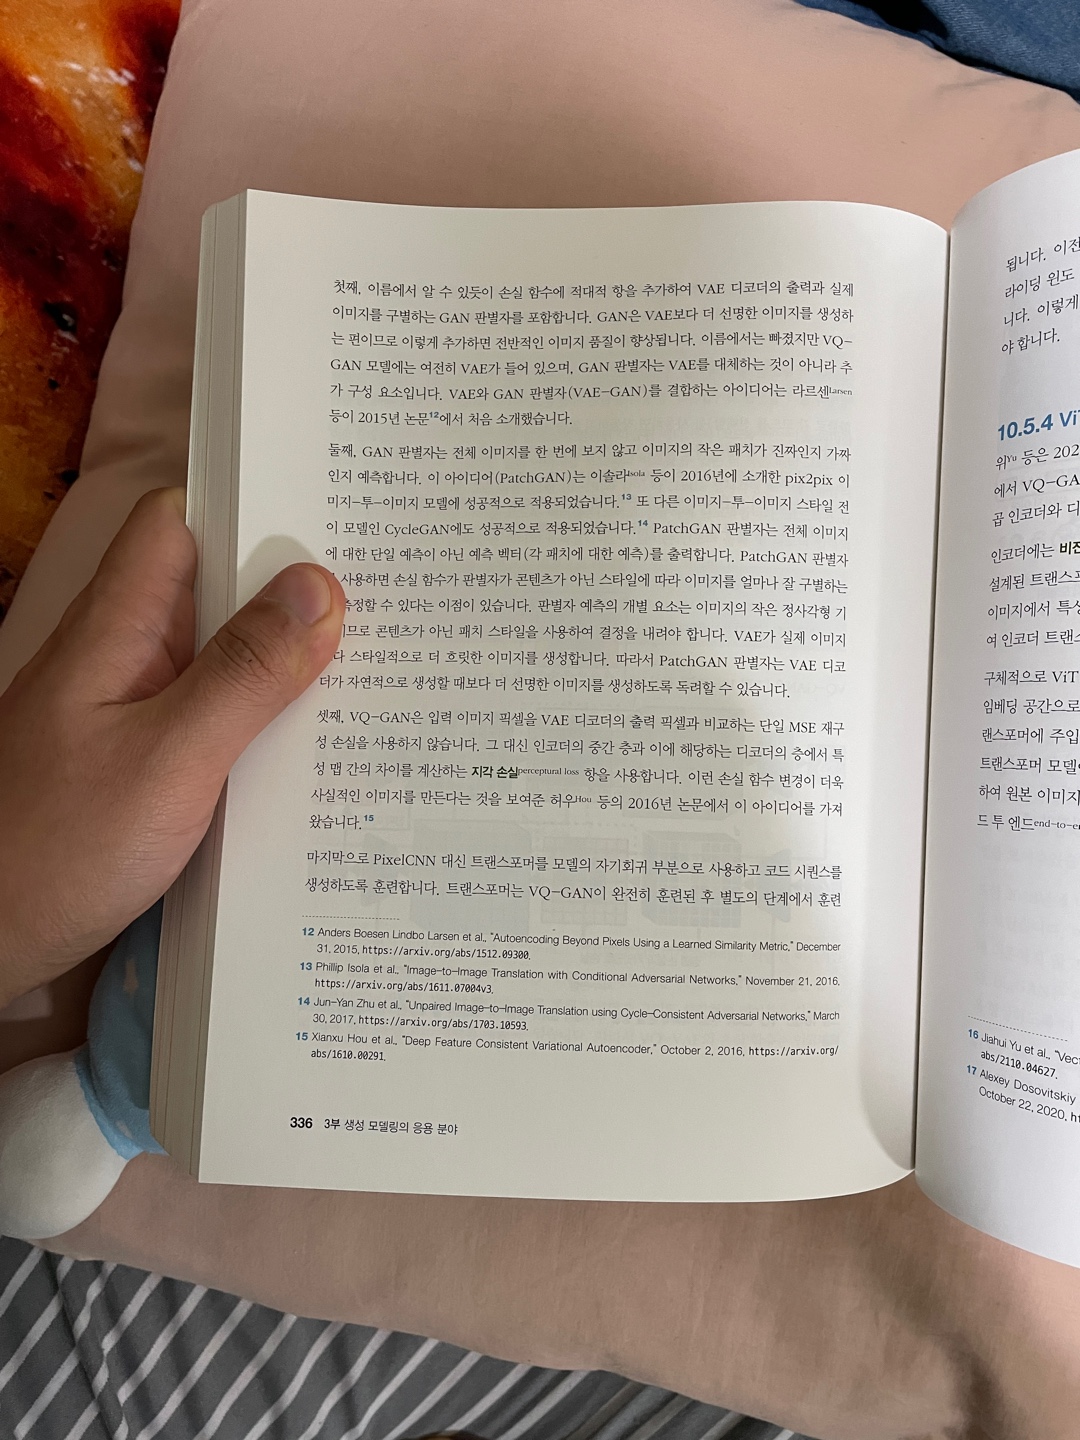 첫째, 이름에서 알 수 있듯이 손실 함수에 적대적 항을 추가하여 VAE 디코더의 출력과 실제
이미지를 구별하는 GAN 판별자를 포함합니다. GAN은 VAE보다 더 선명한 이미지를 생성하
는 편이므로 이렇게 추가하면 전반적인 이미지 품질이 향상됩니다. 이름에서는 빠졌지만 VQ-
GAN 모델에는 여전히 VAE가 들어 있으며, GAN 판별자는 VAE를 대체하는 것이 아니라 추
가 구성 요소입니다. VAE와 GAN 판별자(VAE-GAN)를 결합하는 아이디어는 라르센Larsen
등이 2015년 논문12에서 처음 소개했습니다.
둘째, GAN 판별자는 전체 이미지를 한 번에 보지 않고 이미지의 작은 패치가 진짜인지 가짜
인지 예측합니다. 이 아이디어(PatchGAN)는 이솔라Isola 등이 2016년에 소개한 pix2pix 이
미지-투-이미지 모델에 성공적으로 적용되었습니다.13 또 다른 이미지-투-이미지 스타일 전
이 모델인 CycleGAN에도 성공적으로 적용되었습니다.14 PatchGAN 판별자는 전체 이미지
에 대한 단일 예측이 아닌 예측 벡터(각 패치에 대한 예측)를 출력합니다. PatchGAN 판별자
사용하면 손실 함수가 판별자가 콘텐츠가 아닌 스타일에 따라 이미지를 얼마나 잘 구별하는
측정할 수 있다는 이점이 있습니다. 판별자 예측의 개별 요소는 이미지의 작은 정사각형 기
이므로 콘텐츠가 아닌 패치 스타일을 사용하여 결정을 내려야 합니다. VAE가 실제 이미지
다 스타일적으로 더 흐릿한 이미지를 생성합니다. 따라서 PatchGAN 판별자는 VAE 디코
더가 자연적으로 생성할 때보다 더 선명한 이미지를 생성하도록 독려할 수 있습니다.
셋째, VQ-GAN은 입력 이미지 픽셀을 VAE 디코더의 출력 픽셀과 비교하는 단일 MSE 재구
성 손실을 사용하지 않습니다. 그 대신 인코더의 중간 층과 이에 해당하는 디코더의 층에서 특
성 맵 간의 차이를 계산하는 지각 손실perceptural loss 항을 사용합니다. 이런 손실 함수 변경이 더욱
사실적인 이미지를 만든다는 것을 보여준 허우Hou 등의 2016년 논문에서 이 아이디어를 가져
왔습니다.15
마지막으로 PixelCNN 대신 트랜스포머를 모델의 자기회귀 부분으로 사용하고 코드 시퀀스를
생성하도록 훈련합니다. 트랜스포머는 VQ-GAN이 완전히 훈련된 후 별도의 단계에서 훈련
12 Anders Boesen Lindbo Larsen et al., "Autoencoding Beyond Pixels Using a Learned Similarity Metric," December
31, 2015, https://arxiv.org/abs/1512.09300.
13 Phillip Isola et al., "Image-to-Image Translation with Conditional Adversarial Networks," November 21, 2016.
https://arxiv.org/abs/1611.07004v3.
14 Jun-Yan Zhu et al., "Unpaired Image-to-Image Translation using Cycle-Consistent Adversarial Networks," March
30, 2017, https://arxiv.org/abs/1703.10593.
15 Xianxu Hou et al., "Deep Feature Consistent Variational Autoencoder," October 2, 2016, https://arxiv.org/
abs/1610.00291.
336 3부 생성 모델링의 응용 분야
됩니다. 이전
라이딩 윈도
니다. 이렇게
야 합니다.
10.5.4 ViT
위Yu 등은 202
에서 VQ-GA
곱 인코더와 디
인코더에는 비전
설계된 트랜스포
이미지에서 특성
여 인코더 트랜스
구체적으로 ViT
임베딩 공간으로
랜스포머에 주입
트랜스포머 모델
하여 원본 이미지
드 투 엔드end-to-e
16 Jiahui Yu et al., "Vect
abs/2110.04627.
17 Alexey Dosovitskiy
October 22, 2020, ht